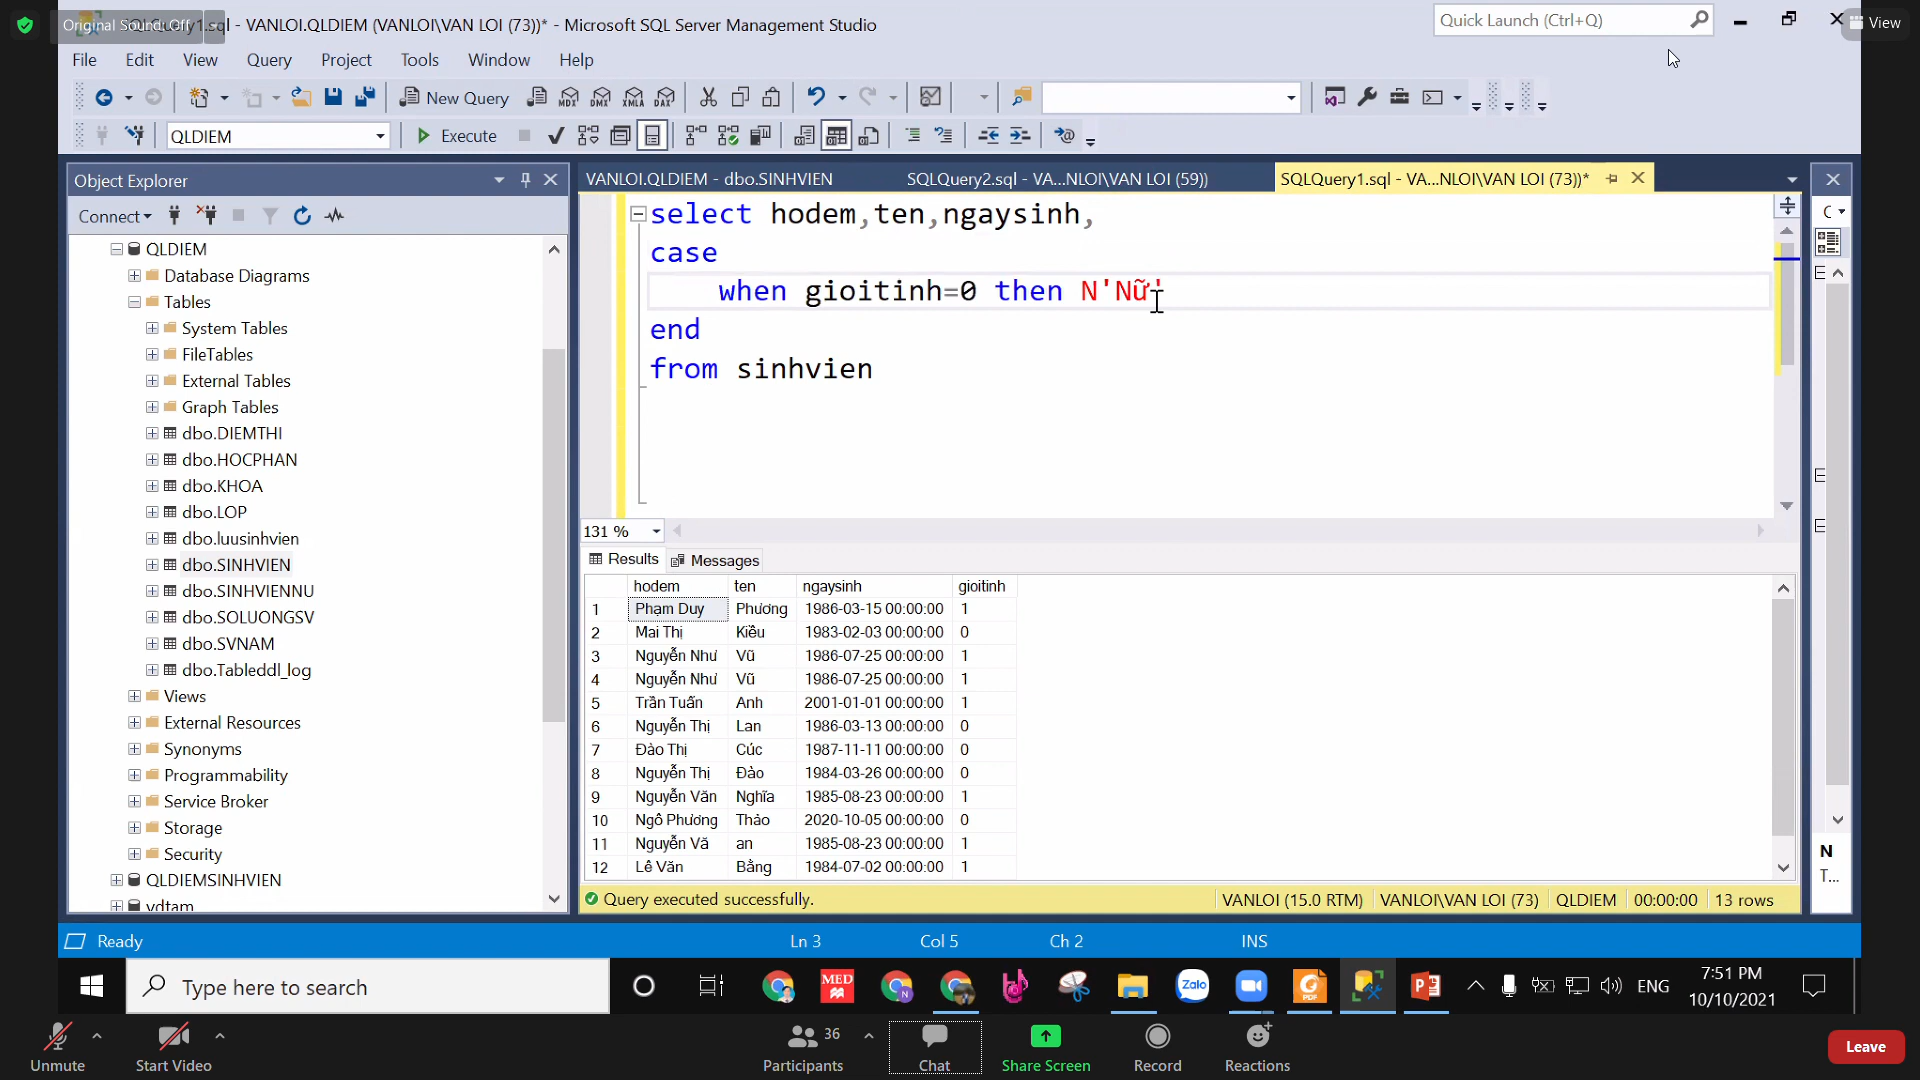 Original Sound: Off
SQLQuery1.sql - VANLOI.QLDIEM (VANLOI\VAN LOI (73))* - Microsoft SQL Server Management Studio
Quick Launch (Ctrl+Q)
View
File Edit View Query Project Tools Window Help
New Query
MDX DMX XMLA DAX
QLDIEM
Execute
Object Explorer
VANLOI.QLDIEM - dbo.SINHVIEN
SQLQuery2.sql - VA...NLOI\VAN LOI (59))
SQLQuery1.sql - VA...NLOI\VAN LOI (73))*
Connect
QLDIEM
Database Diagrams
Tables
System Tables
FileTables
External Tables
Graph Tables
dbo.DIEMTHI
dbo.HOCPHAN
dbo.KHOA
dbo.LOP
dbo.luusinhvien
dbo.SINHVIEN
dbo.SINHVIENNU
dbo.SOLUONGSV
dbo.SVNAM
dbo.Tableddl_log
Views
External Resources
Synonyms
Programmability
Service Broker
Storage
Security
QLDIEMSINHVIEN
vdtam
select hodem,ten,ngaysinh,
case
when gioitinh=0 then N'Nữ'
end
from sinhvien
131 %
Results Messages
hodem ten ngaysinh gioitinh
1 Phạm Duy Phương 1986-03-15 00:00:00 1
2 Mai Thị Kiều 1983-02-03 00:00:00 0
3 Nguyễn Như Vũ 1986-07-25 00:00:00 1
4 Nguyễn Như Vũ 1986-07-25 00:00:00 1
5 Trần Tuấn Anh 2001-01-01 00:00:00 1
6 Nguyễn Thị Lan 1986-03-13 00:00:00 0
7 Đào Thị Cúc 1987-11-11 00:00:00 0
8 Nguyễn Thị Đào 1984-03-26 00:00:00 0
9 Nguyễn Văn Nghĩa 1985-08-23 00:00:00 1
10 Ngô Phương Thảo 2020-10-05 00:00:00 0
11 Nguyễn Vă an 1985-08-23 00:00:00 1
12 Lê Văn Bằng 1984-07-02 00:00:00 1
Query executed successfully.
VANLOI (15.0 RTM) VANLOI\VAN LOI (73) QLDIEM 00:00:00 13 rows
C
N
T...
Ready
Ln 3 Col 5 Ch 2 INS
Type here to search
MED
N
Zalo
PDF
P
ENG
7:51 PM
10/10/2021
Unmute
Start Video
36
Participants
Chat
Share Screen
Record
Reactions
Leave